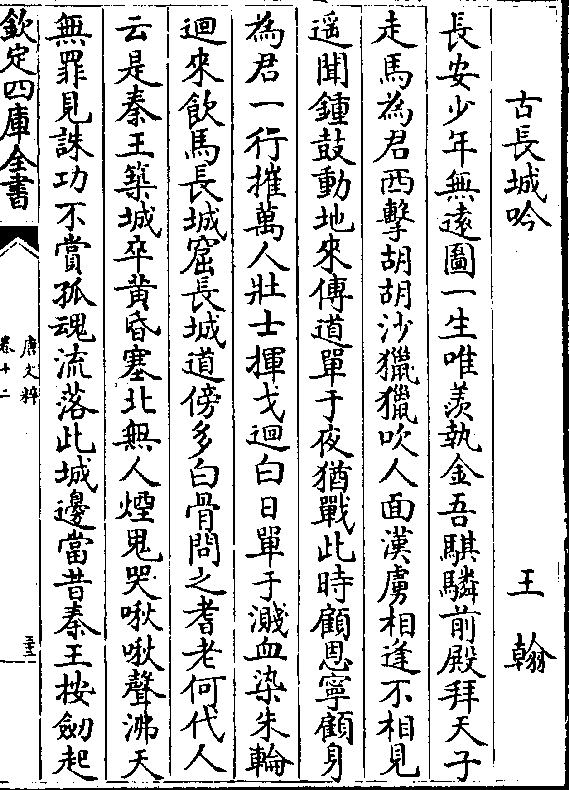 古長城吟 王翰
長安少年無遠圖一生唯羨執金吾騏驎前殿拜天子
走馬為君西擊胡胡沙獵獵吹人面漢虜相逢不相見
遥聞鍾鼓動地來傳道單于夜猶戰此時顧恩寧顧身
為君一行摧萬人壯士揮戈迴白日單于濺血染朱輪
迴來飲馬長城窟長城道傍多白骨問之耆老何代人
云是秦王築城卒黄昏塞北無人煙鬼哭啾啾聲沸天
無罪見誅功不賞孤魂流落此城邊當昔秦王按劒起
欽定四庫全書
唐文粹
卷十二